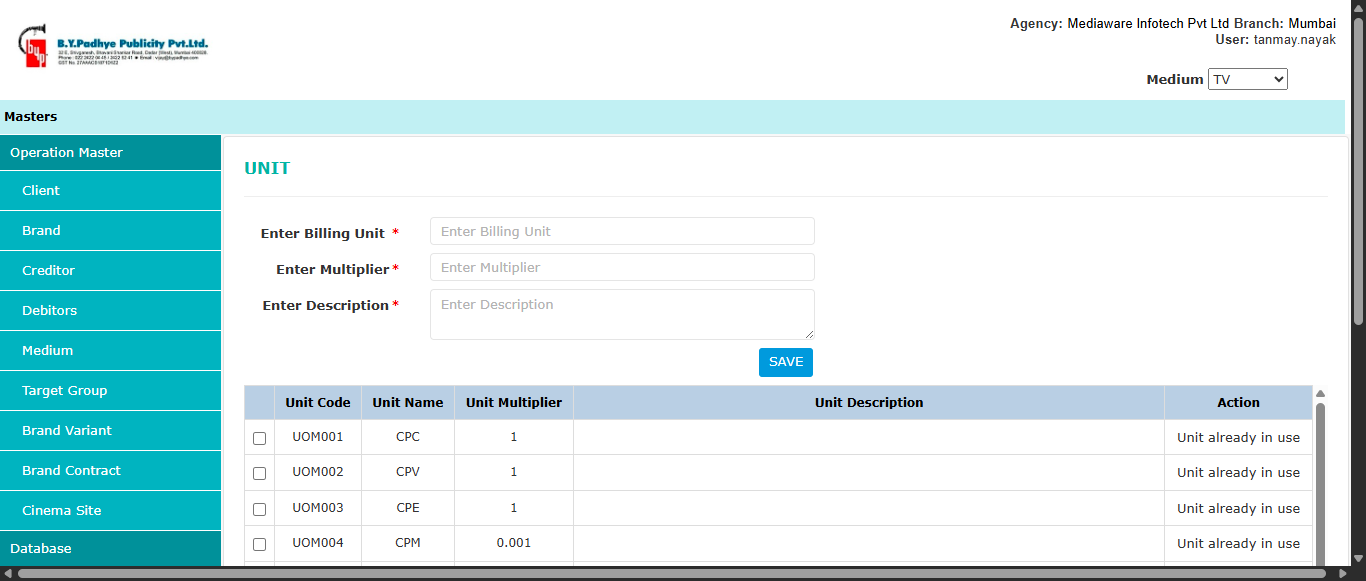 Agency: Mediaware Infotech Pvt Ltd Branch: Mumbai
User: tanmay.nayak
byp
B.Y.Padhye Publicity Pvt.Ltd.
Medium TV
Masters
Operation Master
Client
Brand
Creditor
Debitors
Medium
Target Group
Brand Variant
Brand Contract
Cinema Site
Database
UNIT
Enter Billing Unit * Enter Billing Unit
Enter Multiplier* Enter Multiplier
Enter Description* Enter Description
SAVE
Unit Code Unit Name Unit Multiplier Unit Description Action
UOM001 CPC 1 Unit already in use
UOM002 CPV 1 Unit already in use
UOM003 CPE 1 Unit already in use
UOM004 CPM 0.001 Unit already in use